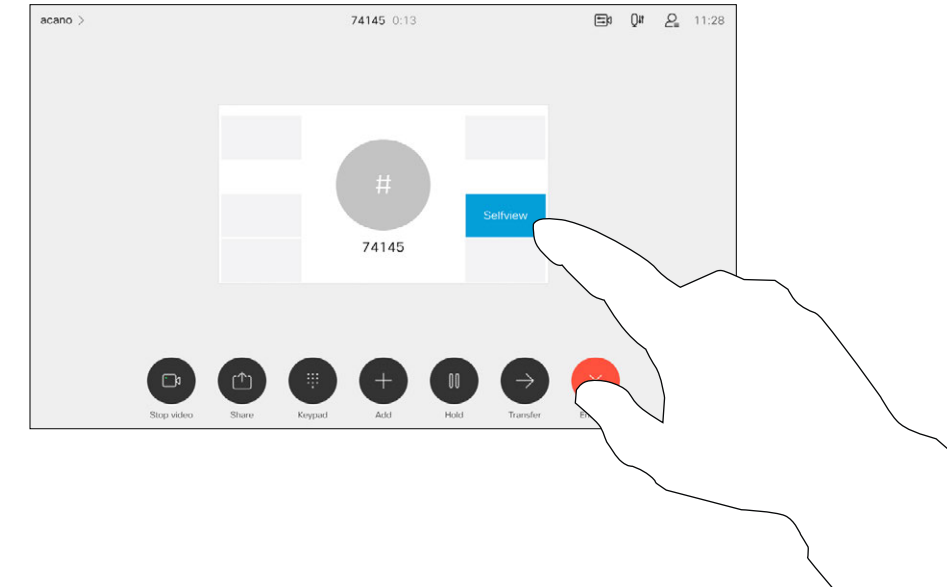 acano >
74145 0:13
11:28
#
74145
Selfview
Stop video
Share
Keypad
Add
Hold
Transfer